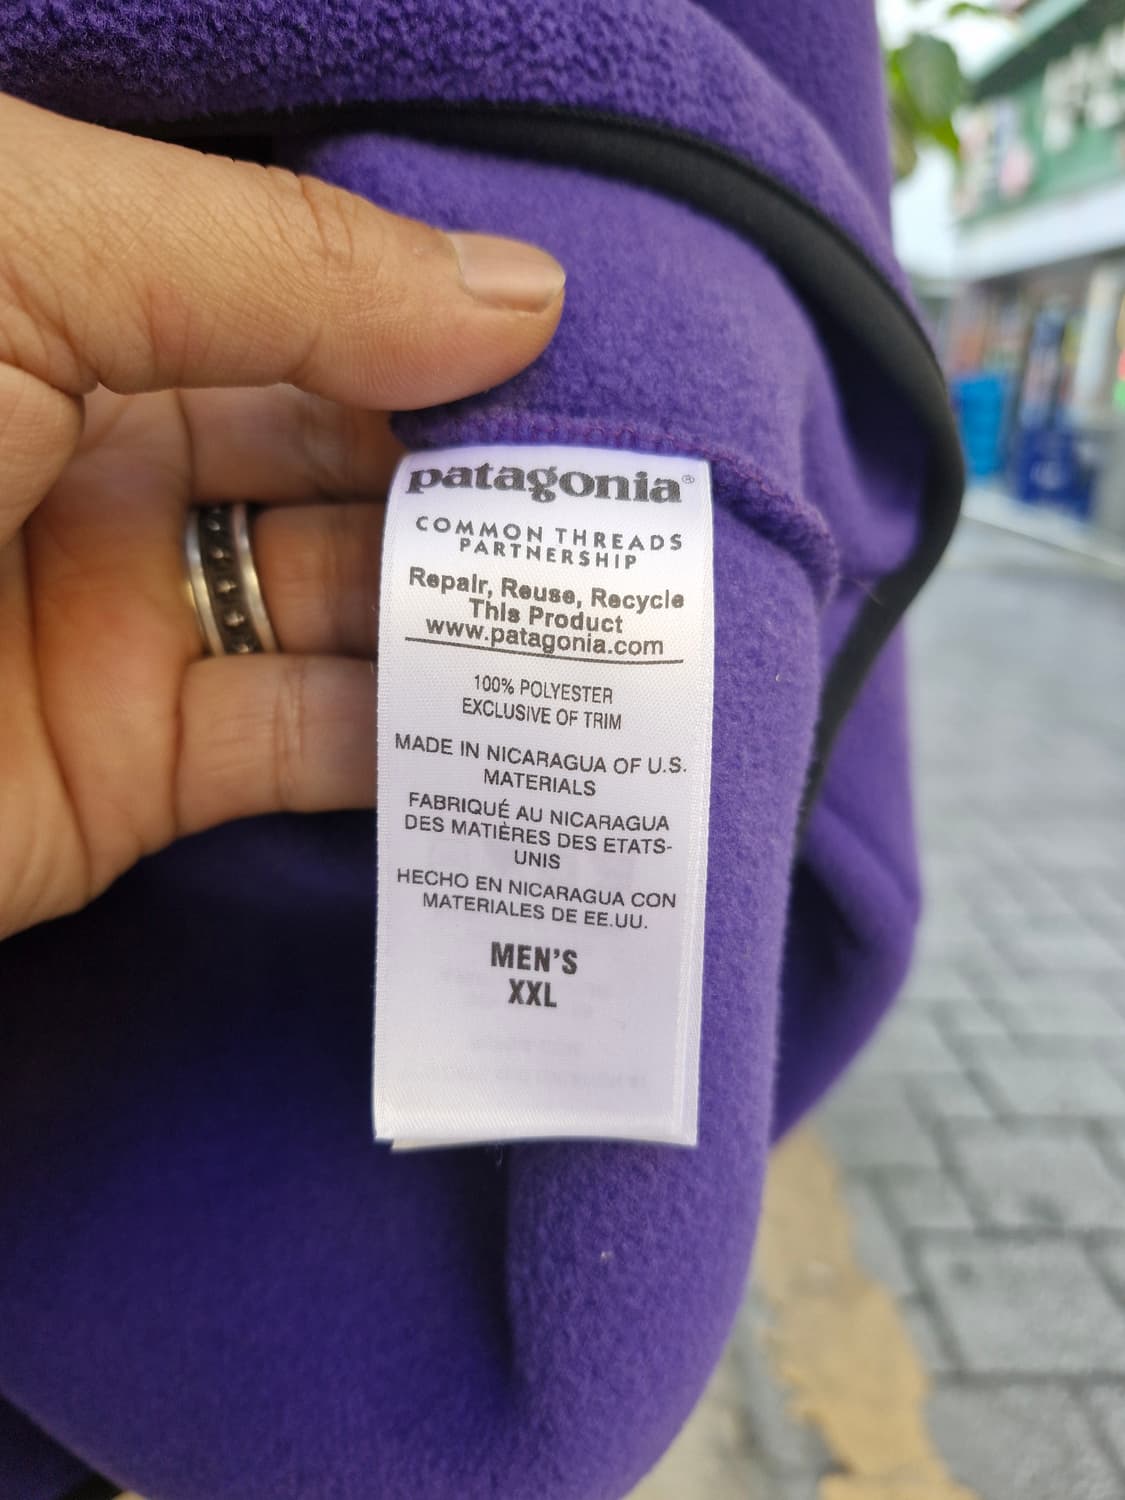 patagonia®
COMMON THREADS
PARTNERSHIP
Repair, Reuse, Recycle
This Product
www.patagonia.com
100% POLYESTER
EXCLUSIVE OF TRIM
MADE IN NICARAGUA OF U.S.
MATERIALS
FABRIQUÉ AU NICARAGUA
DES MATIÈRES DES ETATS-
UNIS
HECHO EN NICARAGUA CON
MATERIALES DE EE.UU.
MEN'S
XXL